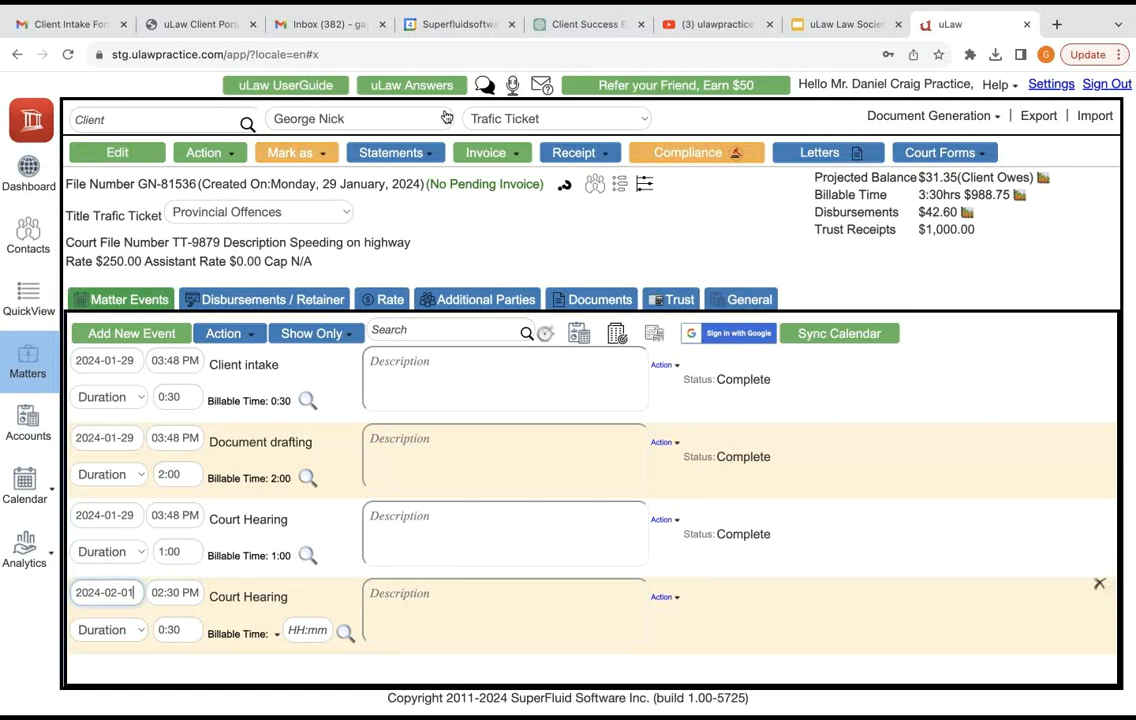 Client Intake Form
uLaw Client Port
Inbox (382) - ga
Superfluidsoftwa
Client Success E
(3) ulawpractice
uLaw Law Societ
uLaw
stg.ulawpractice.com/app/?locale=en#x
G
Update
uLaw UserGuide
uLaw Answers
Refer your Friend, Earn $50
Hello Mr. Daniel Craig Practice,
Help
Settings
Sign Out
Client
George Nick
Trafic Ticket
Document Generation
| Export | Import
Edit
Action
Mark as
Statements
Invoice
Receipt
Compliance
Letters
Court Forms
File Number GN-81536(Created On:Monday, 29 January, 2024)(No Pending Invoice)
Title Trafic Ticket
Provincial Offences
Court File Number TT-9879 Description Speeding on highway
Rate $250.00 Assistant Rate $0.00 Cap N/A
Projected Balance $31.35(Client Owes)
Billable Time 3:30hrs $988.75
Disbursements $42.60
Trust Receipts $1,000.00
Dashboard
Contacts
QuickView
Matters
Accounts
Calendar
Analytics
Matter Events
Disbursements / Retainer
Rate
Additional Parties
Documents
Trust
General
Add New Event
Action
Show Only
Search
G Sign in with Google
Sync Calendar
2024-01-29 03:48 PM Client intake
Description
Action
Status: Complete
Duration 0:30 Billable Time: 0:30
2024-01-29 03:48 PM Document drafting
Description
Action
Status: Complete
Duration 2:00 Billable Time: 2:00
2024-01-29 03:48 PM Court Hearing
Description
Action
Status: Complete
Duration 1:00 Billable Time: 1:00
2024-02-01 02:30 PM Court Hearing
Description
Action
Duration 0:30 Billable Time: HH:mm
Copyright 2011-2024 SuperFluid Software Inc. (build 1.00-5725)